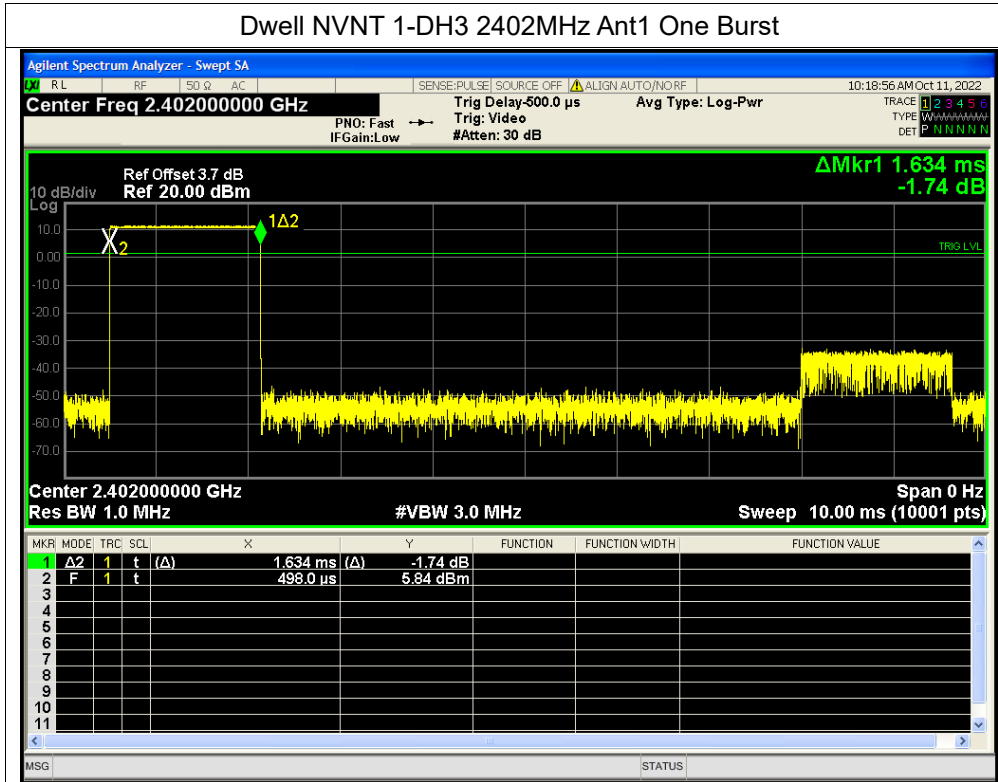 Dwell NVNT 1-DH3 2402MHz Ant1 One Burst
Agilent Spectrum Analyzer - Swept SA
LXI RL RF 50 Ω AC SENSE:PULSE SOURCE OFF ALIGN AUTO/NORF 10:18:56 AM Oct 11, 2022
Center Freq 2.402000000 GHz
PNO: Fast
IFGain:Low
Trig Delay-500.0 µs
Trig: Video
#Atten: 30 dB
Avg Type: Log-Pwr
TRACE 1 2 3 4 5 6
TYPE WWWWWW
DET P N N N N N
ΔMkr1 1.634 ms
-1.74 dB
Ref Offset 3.7 dB
10 dB/div Ref 20.00 dBm
Log
1Δ2
10.0
2
TRIG LVL
0.00
-10.0
-20.0
-30.0
-40.0
-50.0
-60.0
-70.0
Center 2.402000000 GHz Span 0 Hz
Res BW 1.0 MHz #VBW 3.0 MHz Sweep 10.00 ms (10001 pts)
MKR MODE TRC SCL X Y FUNCTION FUNCTION WIDTH FUNCTION VALUE
1 Δ2 1 t (Δ) 1.634 ms (Δ) -1.74 dB
2 F 1 t 498.0 µs 5.84 dBm
3
4
5
6
7
8
9
10
11
MSG STATUS